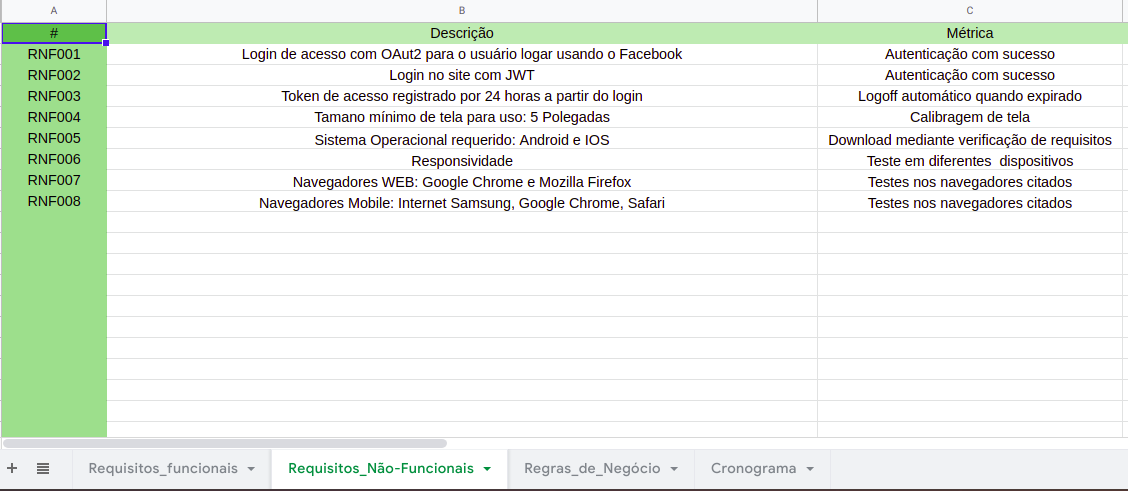 A B C
# Descrição Métrica
RNF001 Login de acesso com OAut2 para o usuário logar usando o Facebook Autenticação com sucesso
RNF002 Login no site com JWT Autenticação com sucesso
RNF003 Token de acesso registrado por 24 horas a partir do login Logoff automático quando expirado
RNF004 Tamano mínimo de tela para uso: 5 Polegadas Calibragem de tela
RNF005 Sistema Operacional requerido: Android e IOS Download mediante verificação de requisitos
RNF006 Responsividade Teste em diferentes  dispositivos
RNF007 Navegadores WEB: Google Chrome e Mozilla Firefox Testes nos navegadores citados
RNF008 Navegadores Mobile: Internet Samsung, Google Chrome, Safari Testes nos navegadores citados
Requisitos_funcionais Requisitos_Não-Funcionais Regras_de_Negócio Cronograma